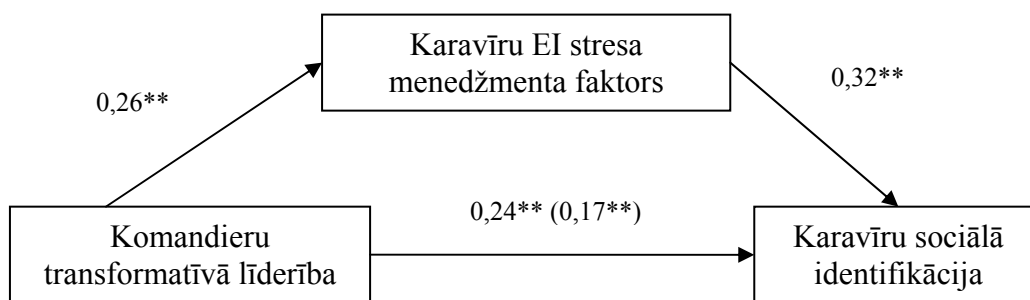 Karavīru EI stresa
menedžmenta faktors
0,26**
0,32**
0,24** (0,17**)
Komandieru
transformatīvā līderība
Karavīru sociālā
identifikācija